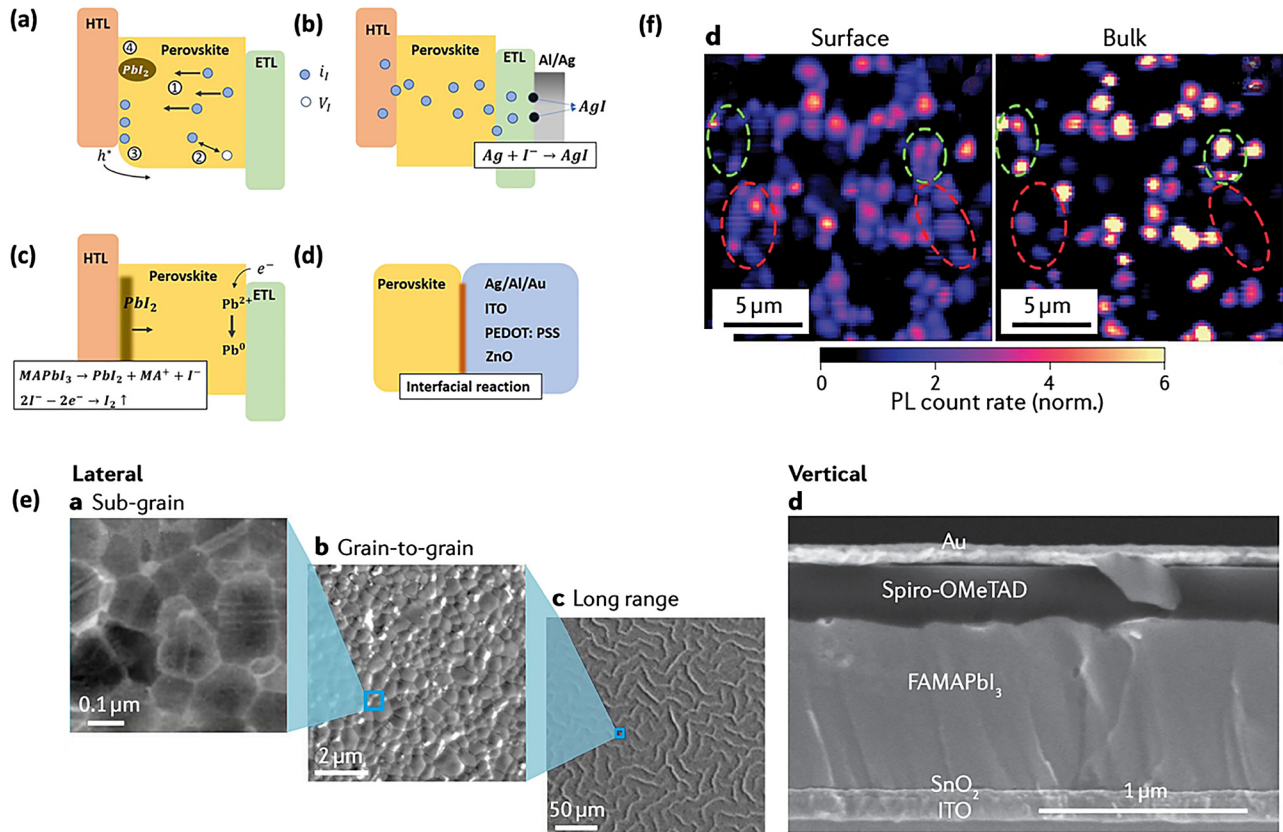 (a)
HTL
④
Perovskite
PbI₂
①
ETL
②
③
h⁺
i_I
V_I
(b)
HTL
Perovskite
ETL
Al/Ag
AgI
Ag + I⁻ → AgI
(c)
HTL
Perovskite
e⁻
PbI₂
Pb²⁺
ETL
Pb⁰
MAPbI₃ → PbI₂ + MA⁺ + I⁻
2I⁻ − 2e⁻ → I₂ ↑
(d)
Perovskite
Ag/Al/Au
ITO
PEDOT: PSS
ZnO
Interfacial reaction
(f)
d
Surface
Bulk
5 μm
5 μm
0 2 4 6
PL count rate (norm.)
(e)
Lateral
a Sub-grain
0.1 μm
b Grain-to-grain
2 μm
c Long range
50 μm
Vertical
d
Au
Spiro-OMeTAD
FAMAPbI₃
SnO₂
ITO
1 μm